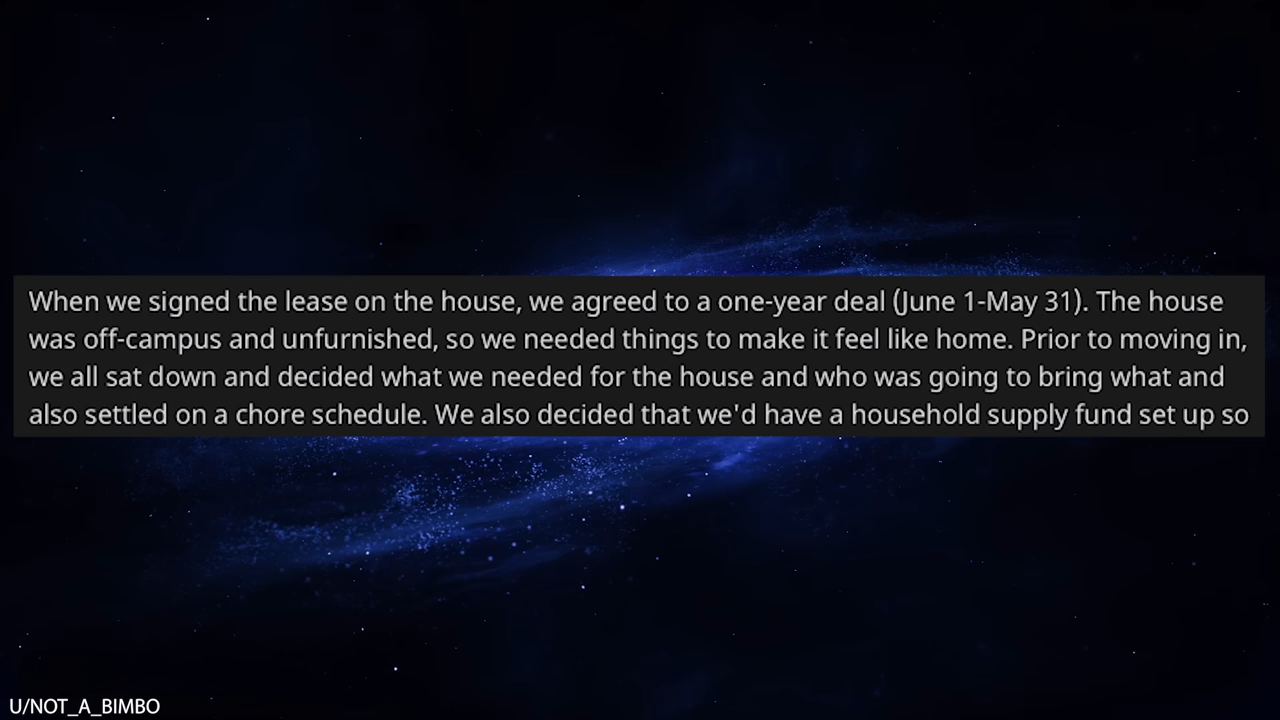 When we signed the lease on the house, we agreed to a one-year deal (June 1-May 31). The house
was off-campus and unfurnished, so we needed things to make it feel like home. Prior to moving in,
we all sat down and decided what we needed for the house and who was going to bring what and
also settled on a chore schedule. We also decided that we'd have a household supply fund set up so
U/NOT_A_BIMBO